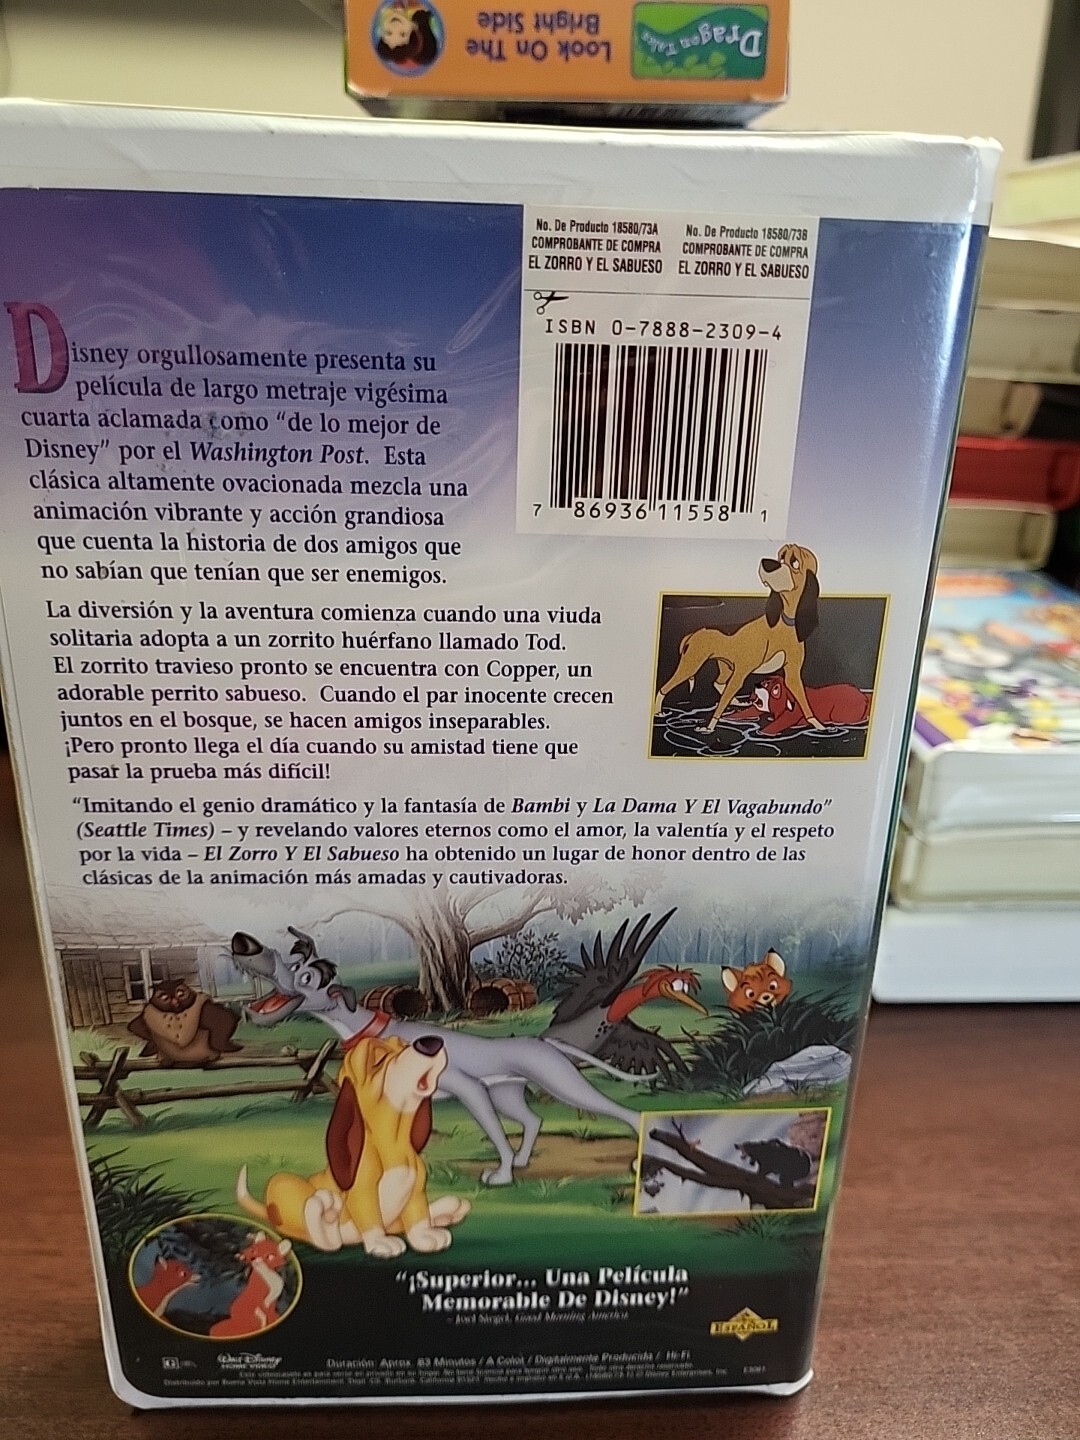 Look On The
Bright Side
Dragon Tales
No. De Producto 18580/73A
COMPROBANTE DE COMPRA
EL ZORRO Y EL SABUESO
No. De Producto 18580/73B
COMPROBANTE DE COMPRA
EL ZORRO Y EL SABUESO
ISBN 0-7888-2309-4
7 86936 11558 1
Disney orgullosamente presenta su
película de largo metraje vigésima
cuarta aclamada como “de lo mejor de
Disney” por el Washington Post. Esta
clásica altamente ovacionada mezcla una
animación vibrante y acción grandiosa
que cuenta la historia de dos amigos que
no sabían que tenían que ser enemigos.
La diversión y la aventura comienza cuando una viuda
solitaria adopta a un zorrito huérfano llamado Tod.
El zorrito travieso pronto se encuentra con Copper, un
adorable perrito sabueso. Cuando el par inocente crecen
juntos en el bosque, se hacen amigos inseparables.
¡Pero pronto llega el día cuando su amistad tiene que
pasar la prueba más difícil!
“Imitando el genio dramático y la fantasía de Bambi y La Dama Y El Vagabundo”
(Seattle Times) – y revelando valores eternos como el amor, la valentía y el respeto
por la vida – El Zorro Y El Sabueso ha obtenido un lugar de honor dentro de las
clásicas de la animación más amadas y cautivadoras.
“¡Superior... Una Película
Memorable De Disney!”
– Joel Siegel, Good Morning America
ESPAÑOL
G
Walt Disney
HOME VIDEO
Duración: Aprox. 83 Minutos / A Color / Digitalmente Producida / Hi-Fi